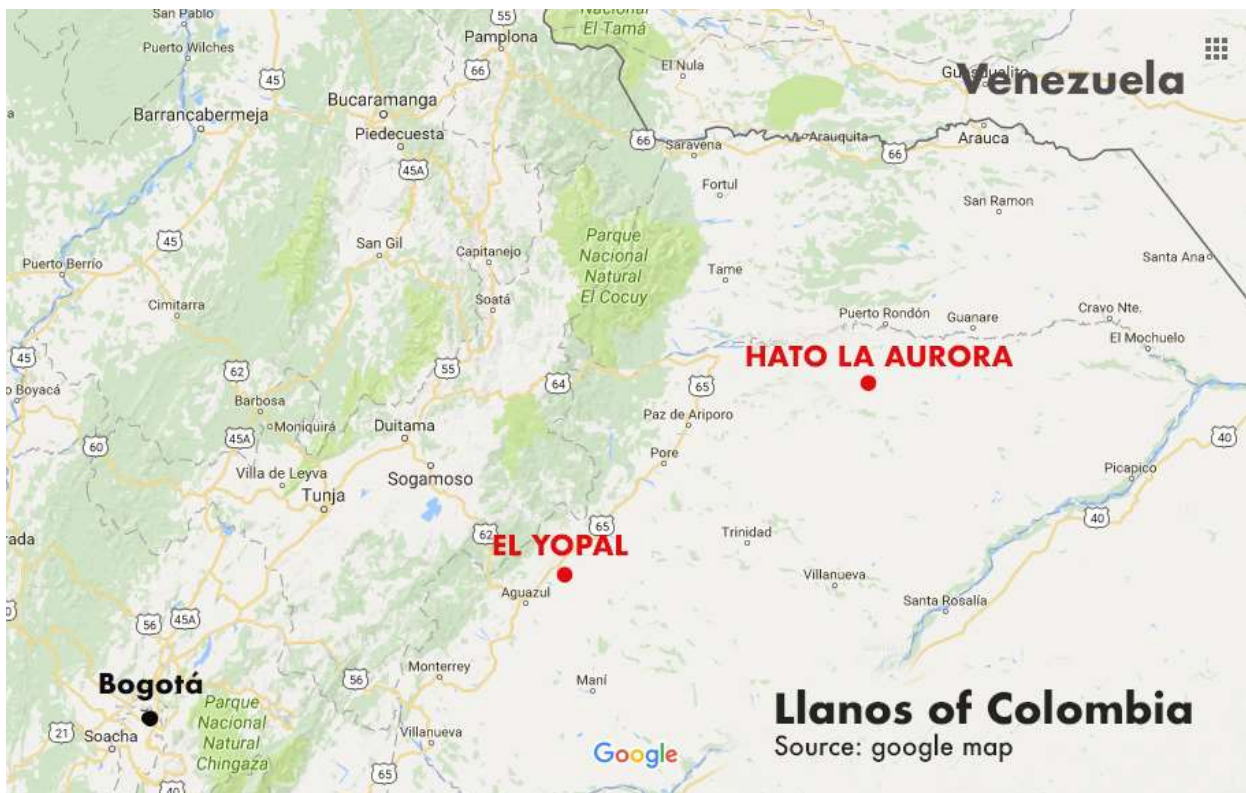 San Pablo
55
Nacional
El Tamá
Pamplona
Puerto Wilches
45
66
El Nula
Guasdualito
Venezuela
Bucaramanga
Barrancabermeja
Piedecuesta
66
Saravena
Arauquita
66
Arauca
45A
Fortul
San Ramon
45
San Gil
Capitanejo
Parque
Nacional
Natural
El Cocuy
Santa Ana
Puerto Berrío
Tame
Cimitarra
Soatá
Puerto Rondón
Guanare
Cravo Nte.
El Mochuelo
45
HATO LA AURORA
62
55
64
65
o Boyacá
Barbosa
Paz de Ariporo
Moniquirá
Duitama
45A
60
40
Pore
Villa de Leyva
Sogamoso
Picapico
Tunja
65
40
62
Trinidad
rada
EL YOPAL
Villanueva
Aguazul
Santa Rosalía
56
45A
Monterrey
Bogotá
56
Maní
Parque
Nacional
Natural
Chingaza
Llanos of Colombia
21
Soacha
Villanueva
Google
Source: google map
65
40